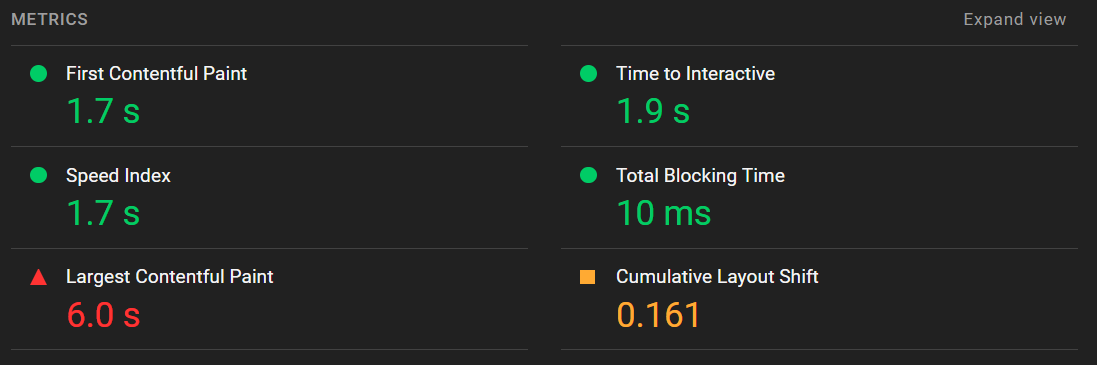 METRICS
Expand view
First Contentful Paint
1.7 s
Time to Interactive
1.9 s
Speed Index
1.7 s
Total Blocking Time
10 ms
Largest Contentful Paint
6.0 s
Cumulative Layout Shift
0.161